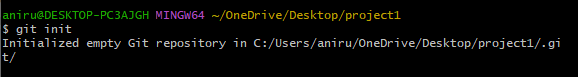 aniru@DESKTOP-PC3AJGH MINGW64 ~/OneDrive/Desktop/project1
$ git init
Initialized empty Git repository in C:/Users/aniru/OneDrive/Desktop/project1/.gi
t/